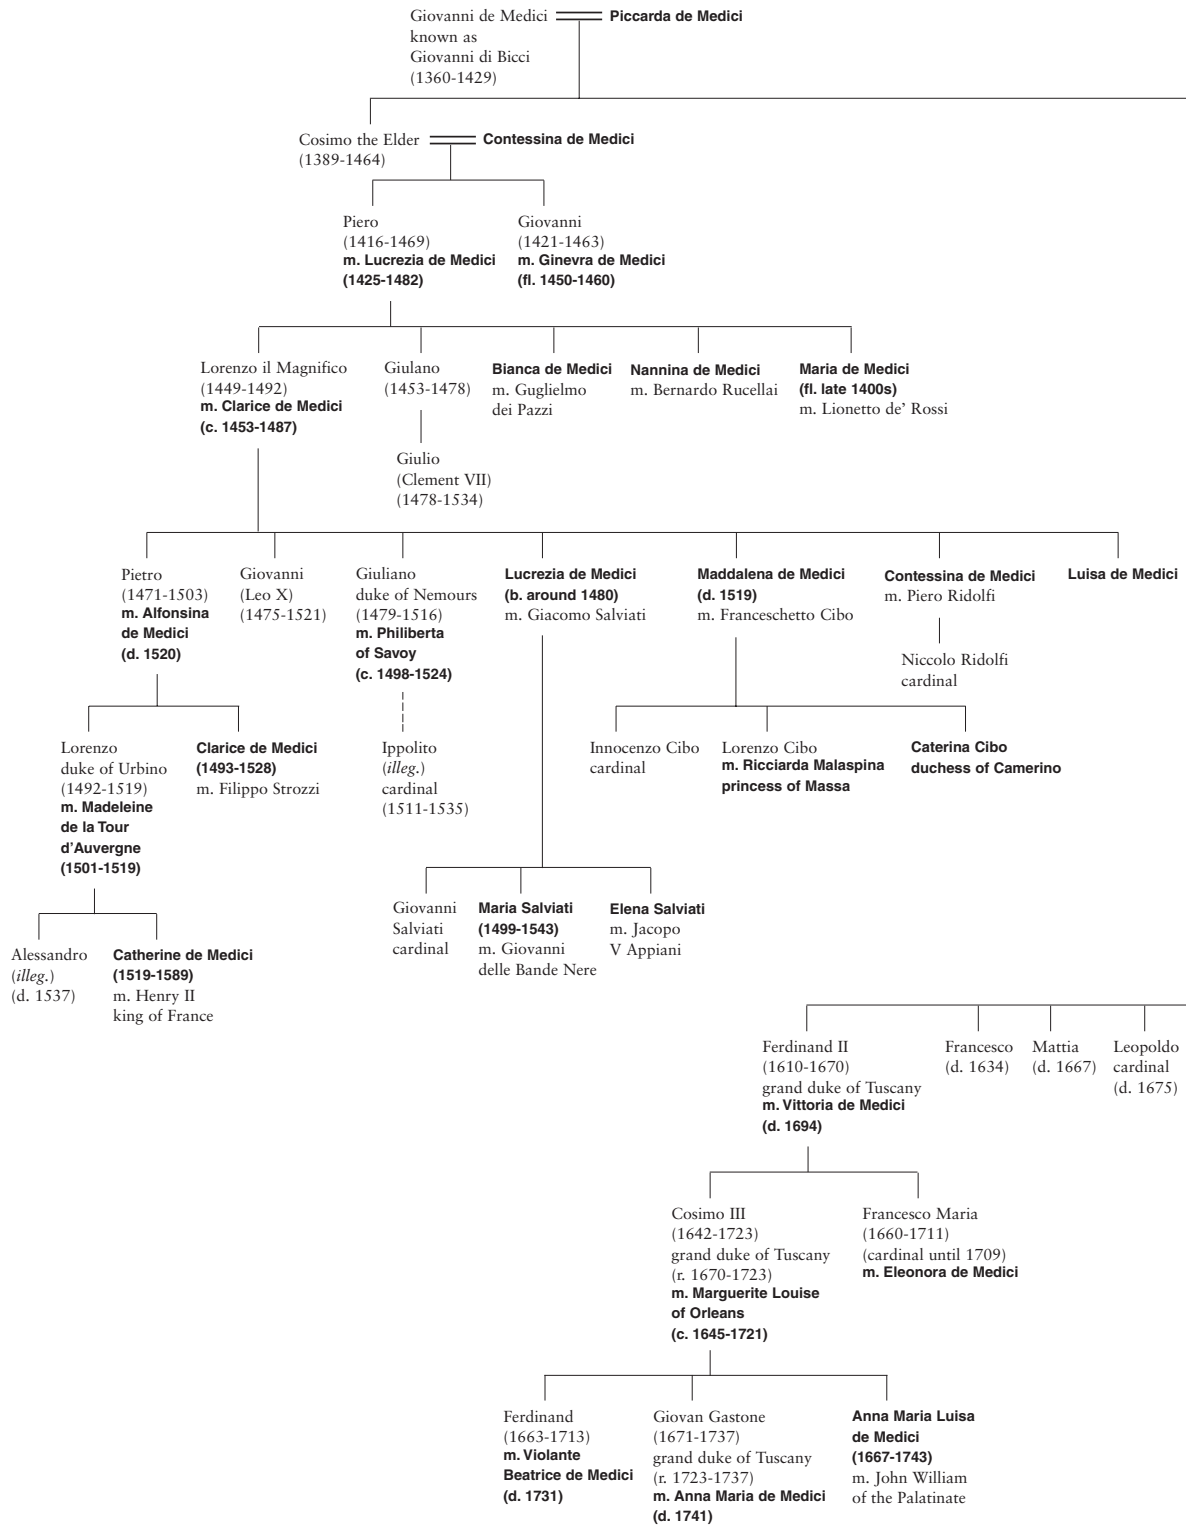 Giovanni de Medici
known as
Giovanni di Bicci
(1360-1429)
Piccarda de Medici
Cosimo the Elder
(1389-1464)
Contessina de Medici
Piero
(1416-1469)
m. Lucrezia de Medici
(1425-1482)
Giovanni
(1421-1463)
m. Ginevra de Medici
(fl. 1450-1460)
Lorenzo il Magnifico
(1449-1492)
m. Clarice de Medici
(c. 1453-1487)
Giulano
(1453-1478)
Bianca de Medici
m. Guglielmo
dei Pazzi
Nannina de Medici
m. Bernardo Rucellai
Maria de Medici
(fl. late 1400s)
m. Lionetto de' Rossi
Giulio
(Clement VII)
(1478-1534)
Pietro
(1471-1503)
m. Alfonsina
de Medici
(d. 1520)
Giovanni
(Leo X)
(1475-1521)
Giuliano
duke of Nemours
(1479-1516)
m. Philiberta
of Savoy
(c. 1498-1524)
Lucrezia de Medici
(b. around 1480)
m. Giacomo Salviati
Maddalena de Medici
(d. 1519)
m. Franceschetto Cibo
Contessina de Medici
m. Piero Ridolfi
Luisa de Medici
Niccolo Ridolfi
cardinal
Lorenzo
duke of Urbino
(1492-1519)
m. Madeleine
de la Tour
d'Auvergne
(1501-1519)
Clarice de Medici
(1493-1528)
m. Filippo Strozzi
Ippolito
(illeg.)
cardinal
(1511-1535)
Innocenzo Cibo
cardinal
Lorenzo Cibo
m. Ricciarda Malaspina
princess of Massa
Caterina Cibo
duchess of Camerino
Giovanni
Salviati
cardinal
Maria Salviati
(1499-1543)
m. Giovanni
delle Bande Nere
Elena Salviati
m. Jacopo
V Appiani
Alessandro
(illeg.)
(d. 1537)
Catherine de Medici
(1519-1589)
m. Henry II
king of France
Ferdinand II
(1610-1670)
grand duke of Tuscany
m. Vittoria de Medici
(d. 1694)
Francesco
(d. 1634)
Mattia
(d. 1667)
Leopoldo
cardinal
(d. 1675)
Cosimo III
(1642-1723)
grand duke of Tuscany
(r. 1670-1723)
m. Marguerite Louise
of Orleans
(c. 1645-1721)
Francesco Maria
(1660-1711)
(cardinal until 1709)
m. Eleonora de Medici
Ferdinand
(1663-1713)
m. Violante
Beatrice de Medici
(d. 1731)
Giovan Gastone
(1671-1737)
grand duke of Tuscany
(r. 1723-1737)
m. Anna Maria de Medici
(d. 1741)
Anna Maria Luisa
de Medici
(1667-1743)
m. John William
of the Palatinate